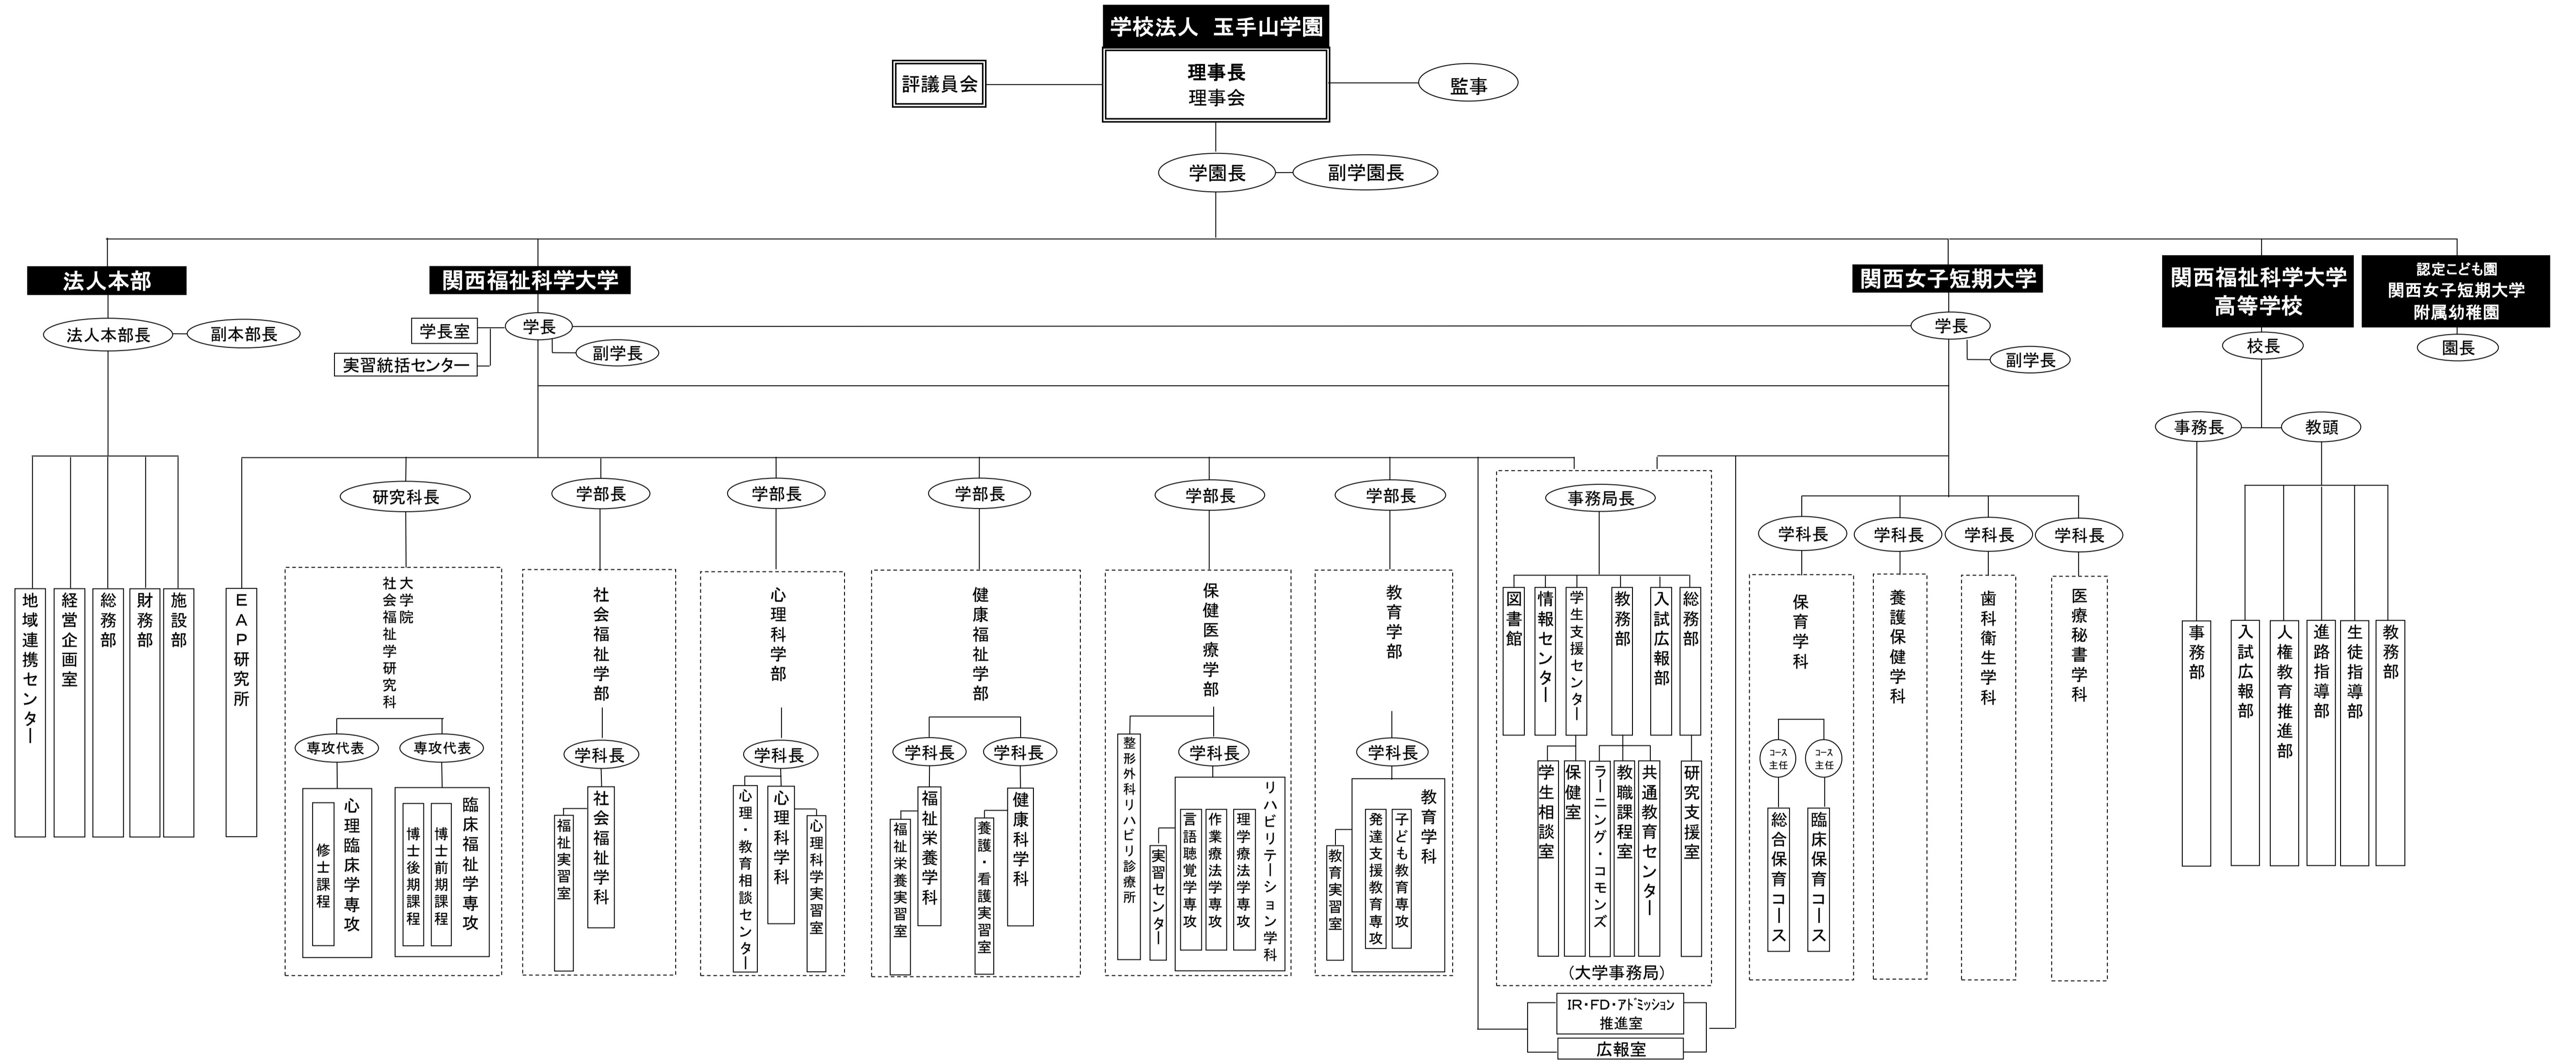 学校法人　玉手山学園
理事長
理事会
評議員会
監事
学園長
副学園長
法人本部
法人本部長
副本部長
地域連携センター
経営企画室
総務部
財務部
施設部
関西福祉科学大学
学長室
学長
副学長
実習統括センター
EAP研究所
研究科長
大学院
社会福祉学研究科
専攻代表
専攻代表
心理臨床学専攻
修士課程
臨床福祉学専攻
博士前期課程
博士後期課程
学部長
社会福祉学部
学科長
社会福祉学科
福祉実習室
学部長
心理科学部
学科長
心理・教育相談センター
心理科学科
心理科学実習室
学部長
健康福祉学部
学科長
学科長
福祉栄養学科
福祉栄養実習室
健康科学科
養護・看護実習室
学部長
保健医療学部
整形外科リハビリ診療所
学科長
リハビリテーション学科
実習センター
言語聴覚学専攻
作業療法学専攻
理学療法学専攻
学部長
教育学部
学科長
教育学科
教育実習室
発達支援教育専攻
子ども教育専攻
事務局長
図書館
情報センター
学生支援センター
教務部
入試広報部
総務部
学生相談室
保健室
ラーニング・コモンズ
教職課程室
共通教育センター
研究支援室
（大学事務局）
IR・FD・アドミッション
推進室
広報室
関西女子短期大学
学長
副学長
学科長
学科長
学科長
学科長
保育学科
コース
主任
コース
主任
総合保育コース
臨床保育コース
養護保健学科
歯科衛生学科
医療秘書学科
関西福祉科学大学
高等学校
校長
事務長
教頭
事務部
入試広報部
人権教育推進部
進路指導部
生徒指導部
教務部
認定こども園
関西女子短期大学
附属幼稚園
園長